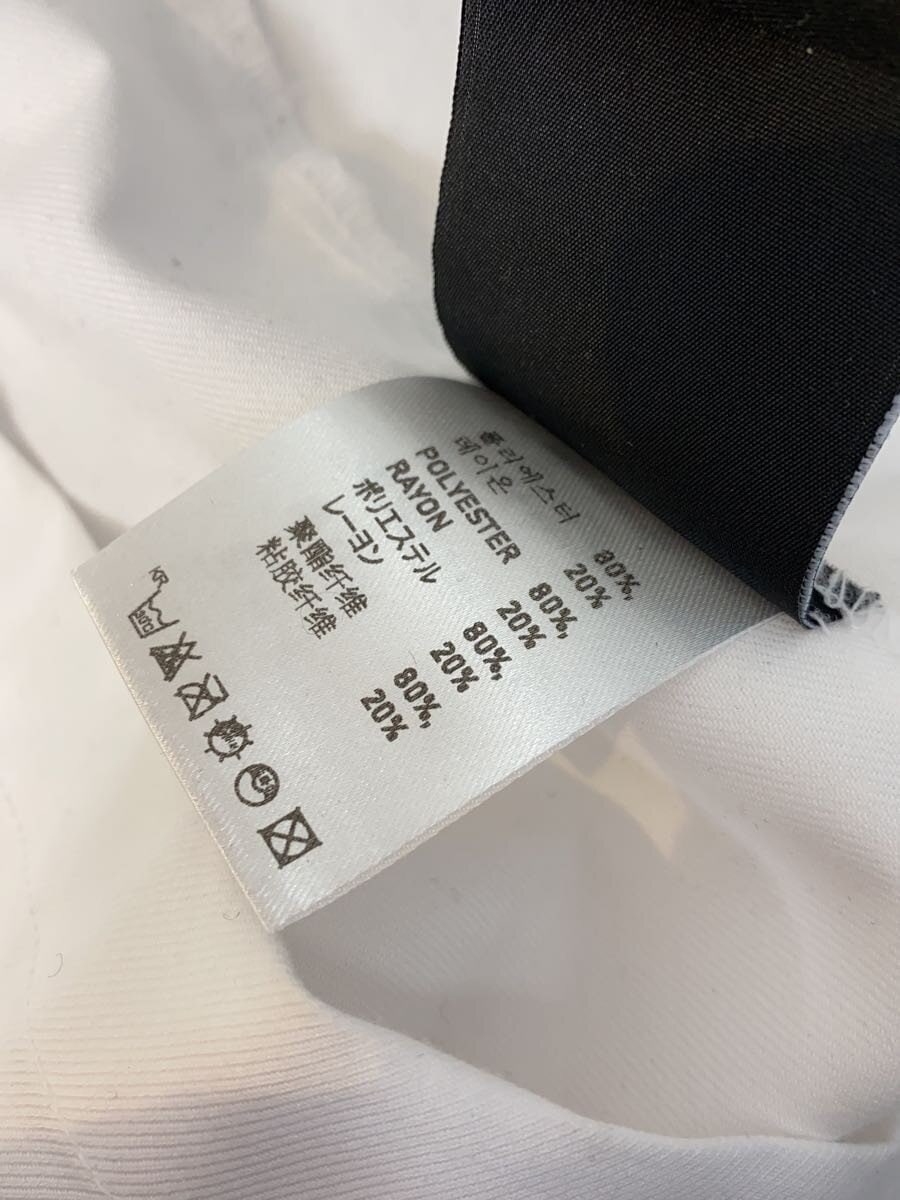 폴리에스터 80%,
데이온 20%
POLYESTER 80%,
RAYON 20%
ポリエステル 80%,
レーヨン 20%
聚酯纤维 80%,
粘胶纤维 20%